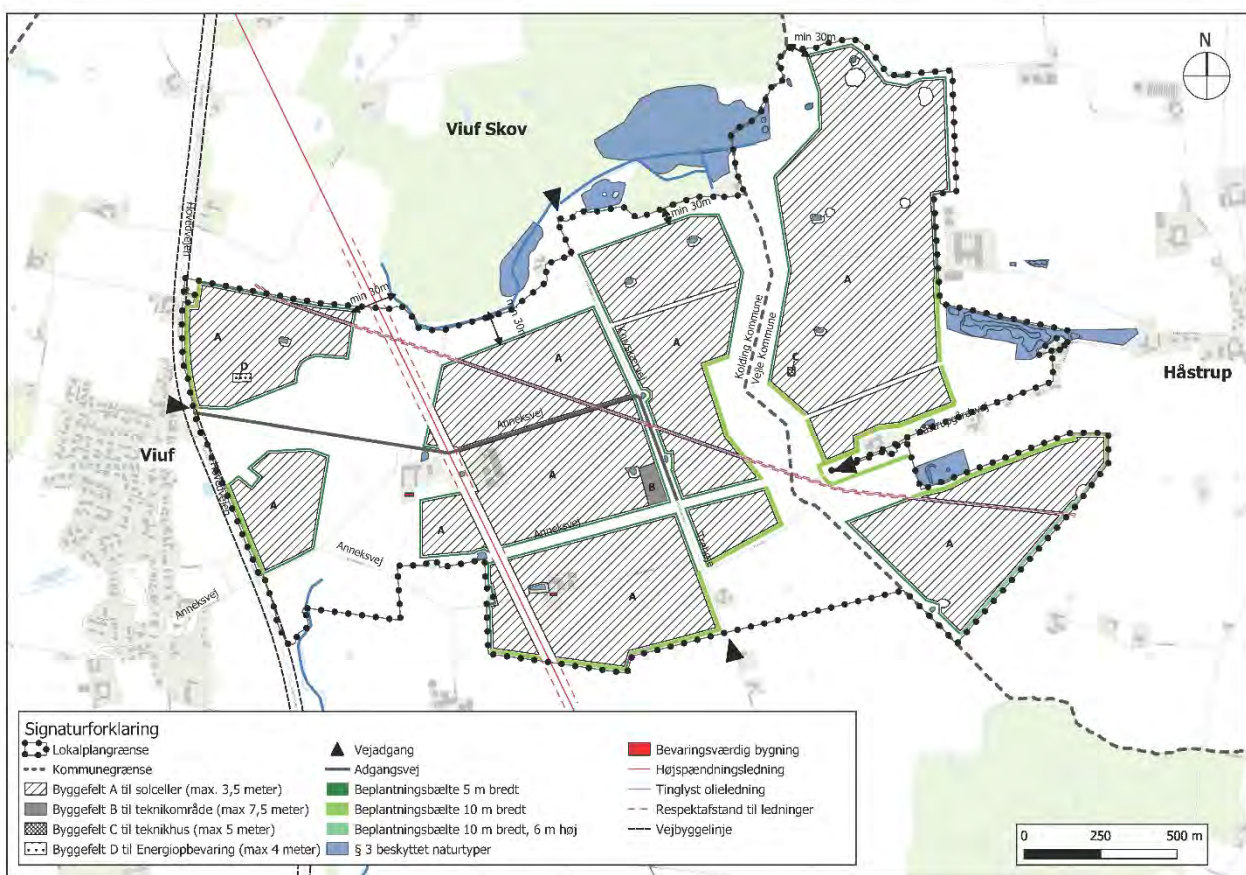 min 30m
N
Viuf Skov
min 30m
Hovedvejen
min 30m
min 30m
A
D
A
A
A
C
Kolding Kommune
Vejle Kommune
Håstrup
Anneksvej
Viuf
A
A
B
A
Anneksvej
Anneksvej
A
Anneksvej
A
Signaturforklaring
Lokalplangrænse
Kommunegrænse
Byggefelt A til solceller (max. 3,5 meter)
Byggefelt B til teknikområde (max 7,5 meter)
Byggefelt C til teknikhus (max 5 meter)
Byggefelt D til Energiopbevaring (max 4 meter)
Vejadgang
Adgangsvej
Beplantningsbælte 5 m bredt
Beplantningsbælte 10 m bredt
Beplantningsbælte 10 m bredt, 6 m høj
§ 3 beskyttet naturtyper
Bevaringsværdig bygning
Højspændingsledning
Tinglyst olieledning
Respektafstand til ledninger
Vejbyggelinje
0 250 500 m